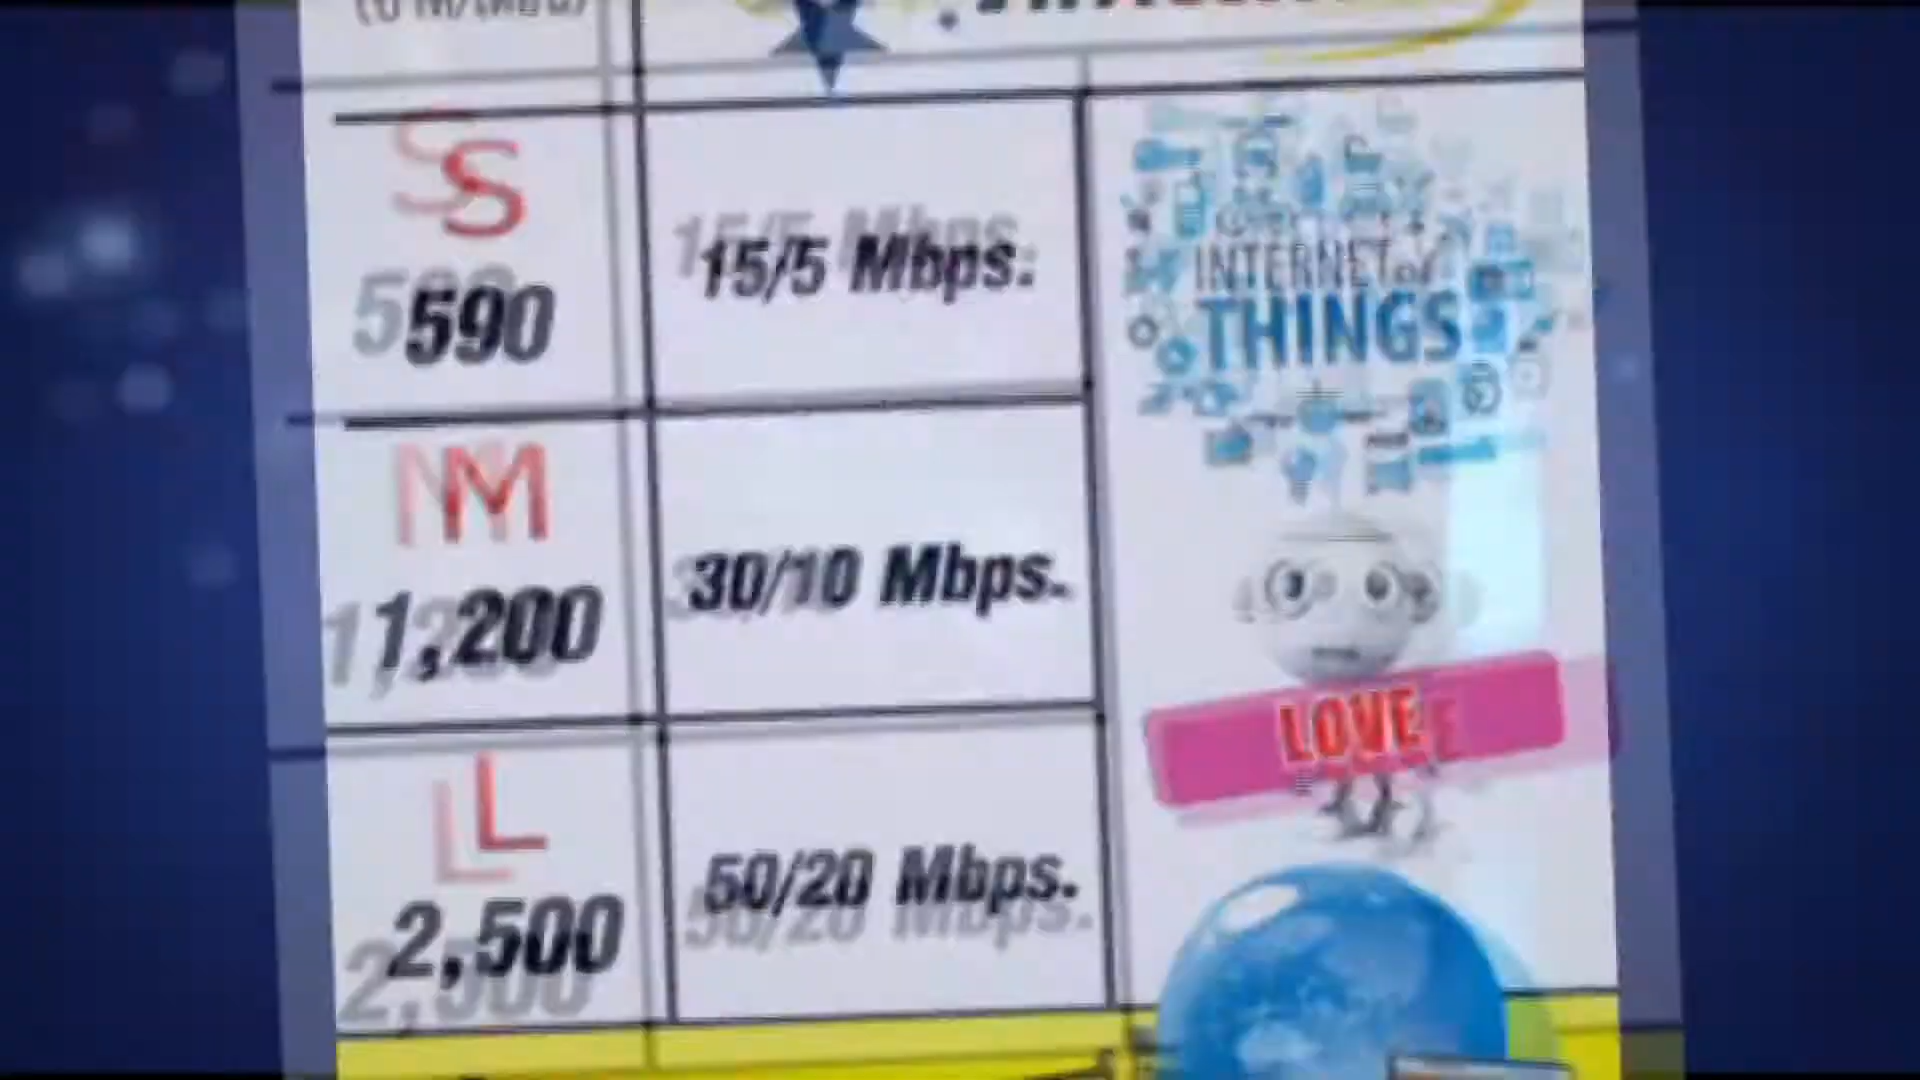 S
590
15/5 Mbps.
INTERNET OF
THINGS
M
1,200
30/10 Mbps.
LOVE
L
2,500
50/20 Mbps.